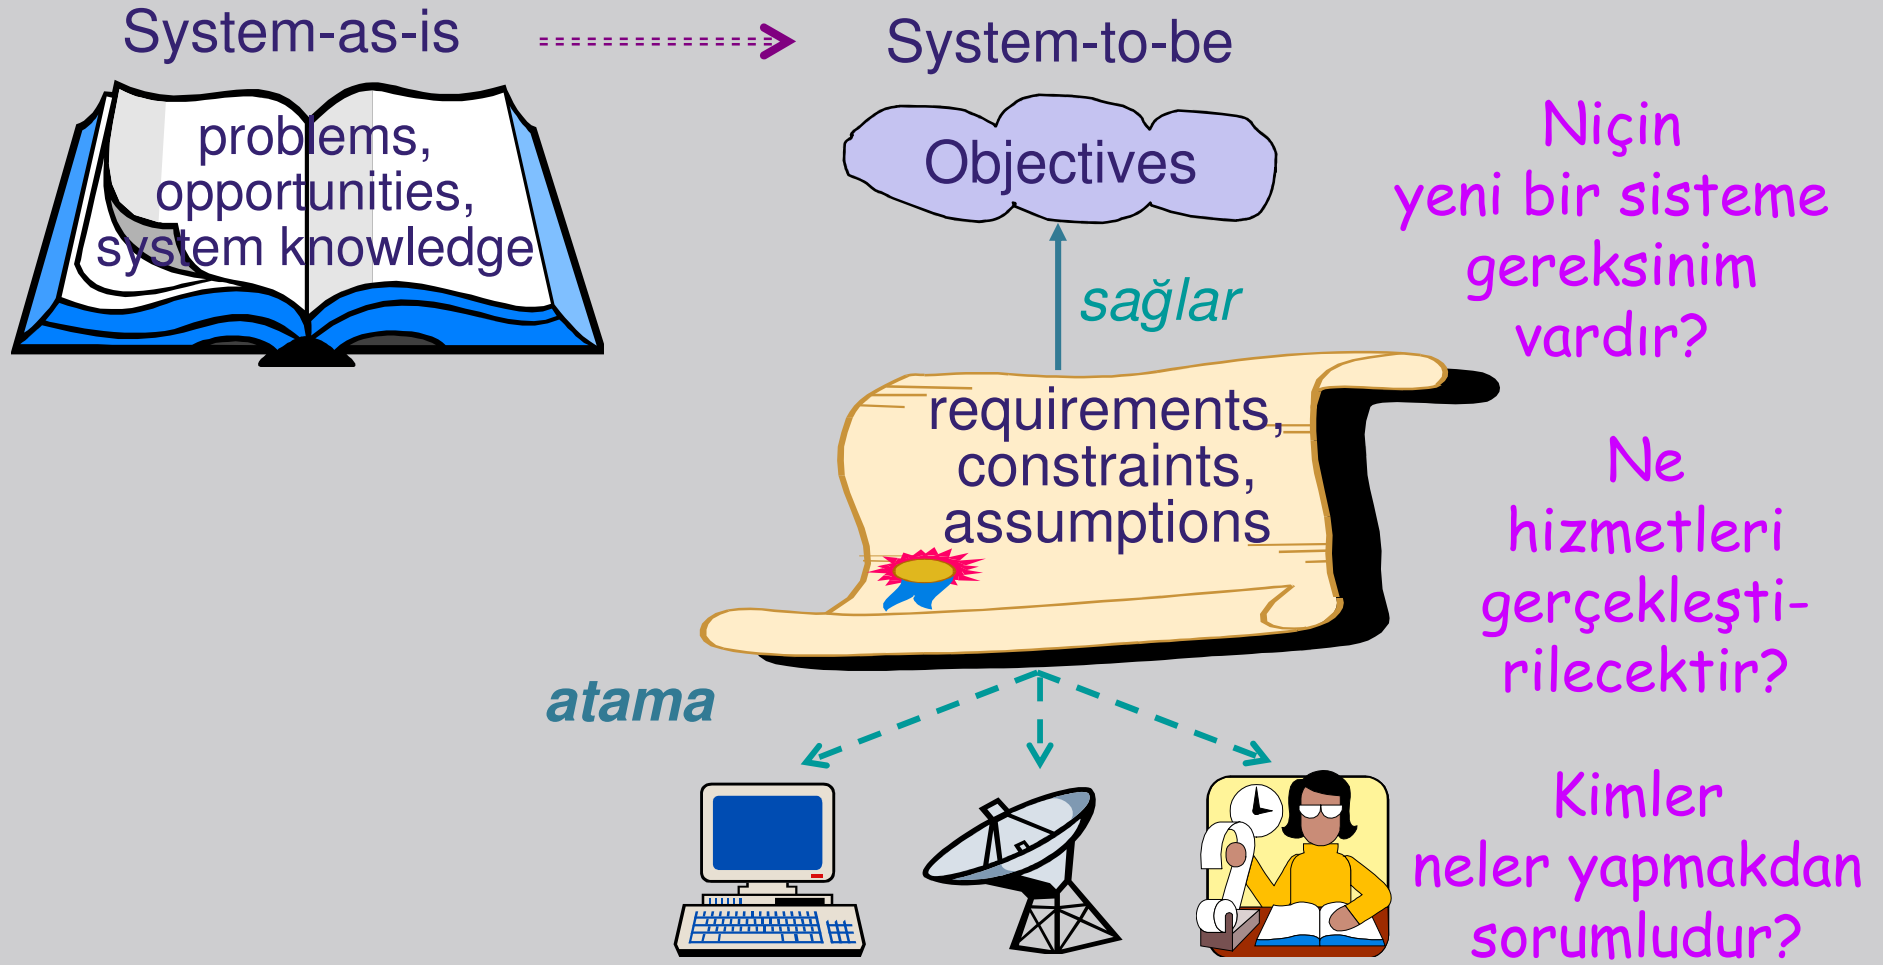 System-as-is
System-to-be
problems,
opportunities,
system knowledge
Objectives
sağlar
requirements,
constraints,
assumptions
atama
Niçin
yeni bir sisteme
gereksinim
vardır?
Ne
hizmetleri
gerçekleşti-
rilecektir?
Kimler
neler yapmakdan
sorumludur?